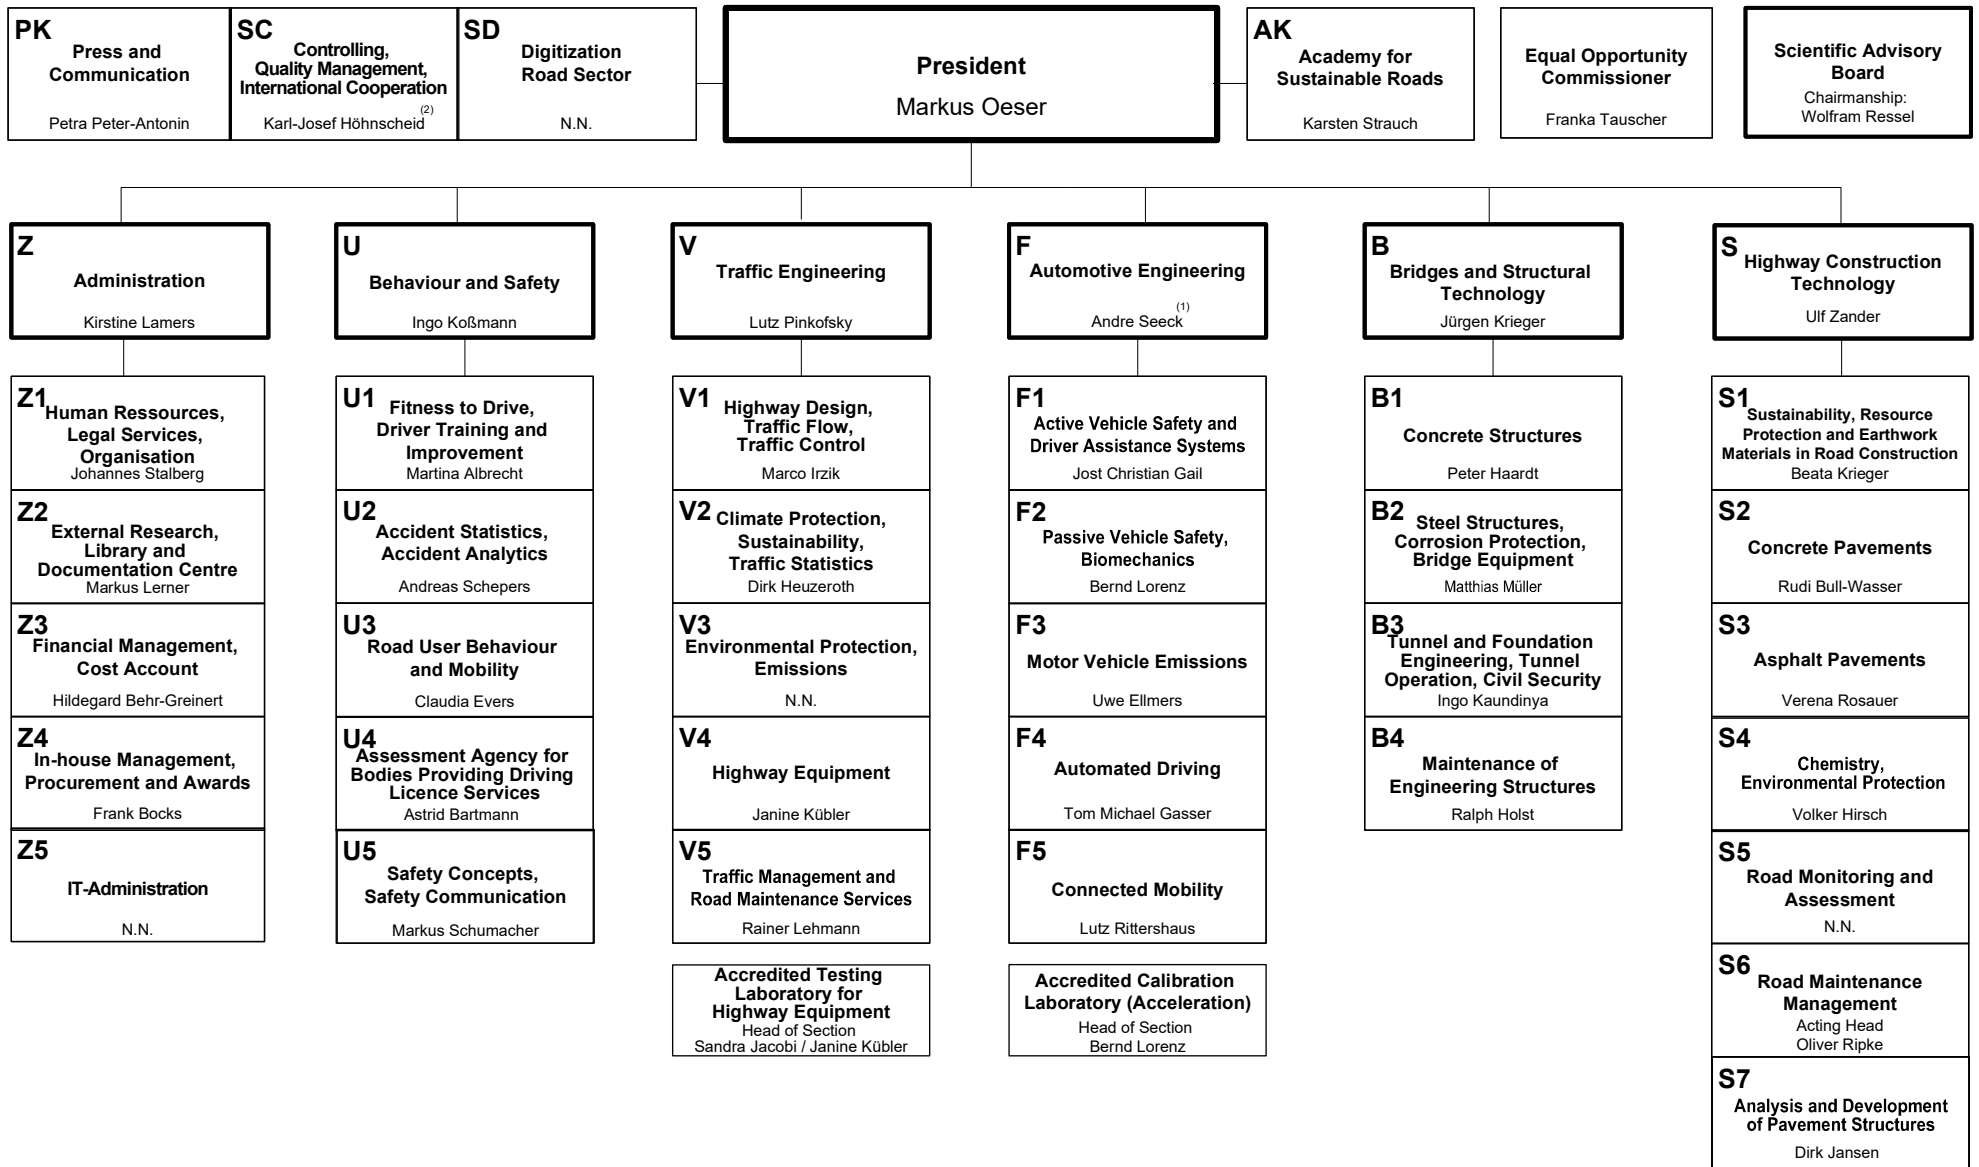 PK
Press and
Communication
Petra Peter-Antonin
SC
Controlling,
Quality Management,
International Cooperation
(2)
Karl-Josef Höhnscheid
SD
Digitization
Road Sector
N.N.
President
Markus Oeser
AK
Academy for
Sustainable Roads
Karsten Strauch
Equal Opportunity
Commissioner
Franka Tauscher
Scientific Advisory
Board
Chairmanship:
Wolfram Ressel
Z
Administration
Kirstine Lamers
U
Behaviour and Safety
Ingo Koßmann
V
Traffic Engineering
Lutz Pinkofsky
F
Automotive Engineering
(1)
Andre Seeck
B
Bridges and Structural
Technology
Jürgen Krieger
S
Highway Construction
Technology
Ulf Zander
Z1
Human Ressources,
Legal Services,
Organisation
Johannes Stalberg
Z2
External Research,
Library and
Documentation Centre
Markus Lerner
Z3
Financial Management,
Cost Account
Hildegard Behr-Greinert
Z4
In-house Management,
Procurement and Awards
Frank Bocks
Z5
IT-Administration
N.N.
U1
Fitness to Drive,
Driver Training and
Improvement
Martina Albrecht
U2
Accident Statistics,
Accident Analytics
Andreas Schepers
U3
Road User Behaviour
and Mobility
Claudia Evers
U4
Assessment Agency for
Bodies Providing Driving
Licence Services
Astrid Bartmann
U5
Safety Concepts,
Safety Communication
Markus Schumacher
V1
Highway Design,
Traffic Flow,
Traffic Control
Marco Irzik
V2
Climate Protection,
Sustainability,
Traffic Statistics
Dirk Heuzeroth
V3
Environmental Protection,
Emissions
N.N.
V4
Highway Equipment
Janine Kübler
V5
Traffic Management and
Road Maintenance Services
Rainer Lehmann
Accredited Testing
Laboratory for
Highway Equipment
Head of Section
Sandra Jacobi / Janine Kübler
F1
Active Vehicle Safety and
Driver Assistance Systems
Jost Christian Gail
F2
Passive Vehicle Safety,
Biomechanics
Bernd Lorenz
F3
Motor Vehicle Emissions
Uwe Ellmers
F4
Automated Driving
Tom Michael Gasser
F5
Connected Mobility
Lutz Rittershaus
Accredited Calibration
Laboratory (Acceleration)
Head of Section
Bernd Lorenz
B1
Concrete Structures
Peter Haardt
B2
Steel Structures,
Corrosion Protection,
Bridge Equipment
Matthias Müller
B3
Tunnel and Foundation
Engineering, Tunnel
Operation, Civil Security
Ingo Kaundinya
B4
Maintenance of
Engineering Structures
Ralph Holst
S1
Sustainability, Resource
Protection and Earthwork
Materials in Road Construction
Beata Krieger
S2
Concrete Pavements
Rudi Bull-Wasser
S3
Asphalt Pavements
Verena Rosauer
S4
Chemistry,
Environmental Protection
Volker Hirsch
S5
Road Monitoring and
Assessment
N.N.
S6
Road Maintenance
Management
Acting Head
Oliver Ripke
S7
Analysis and Development
of Pavement Structures
Dirk Jansen